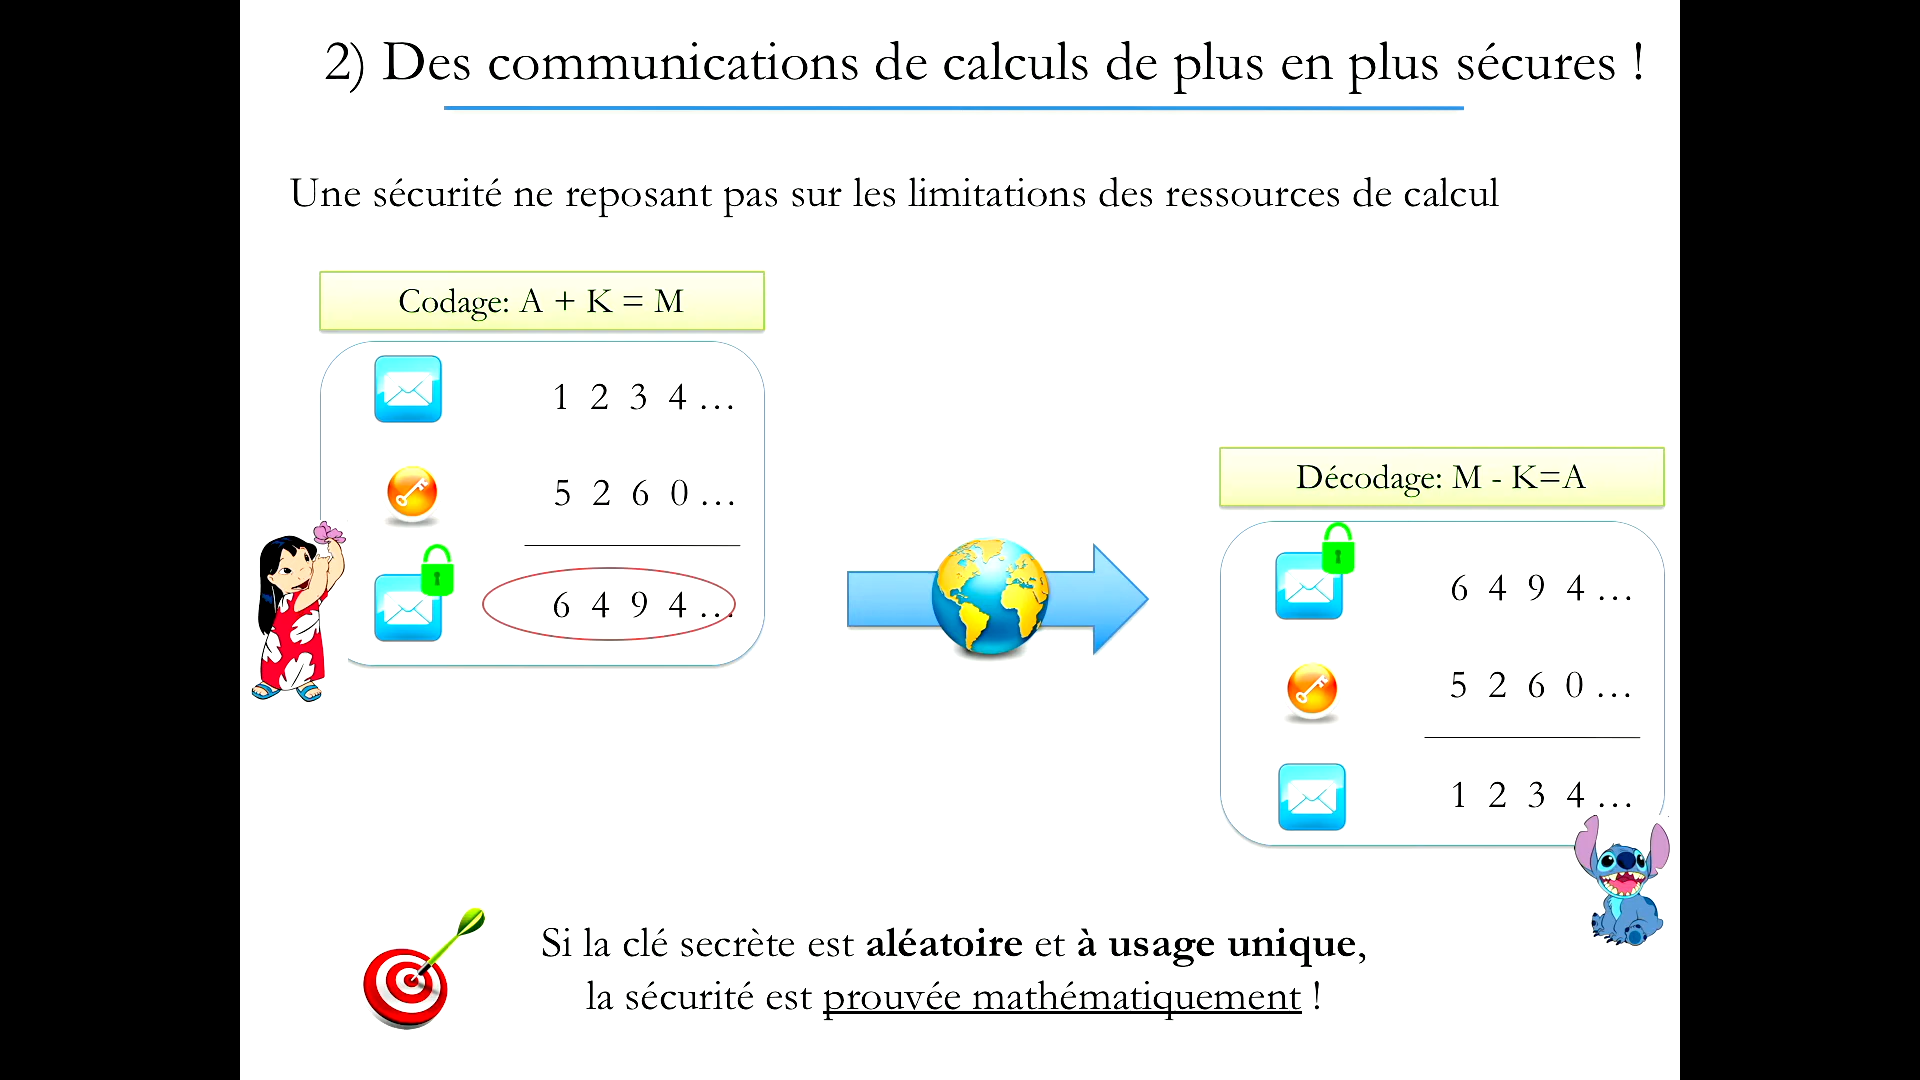 2) Des communications de calculs de plus en plus sécures !
Une sécurité ne reposant pas sur les limitations des ressources de calcul
Codage: A + K = M
1 2 3 4 …
5 2 6 0 …
6 4 9 4 …
Décodage: M - K=A
6 4 9 4 …
5 2 6 0 …
1 2 3 4 …
Si la clé secrète est aléatoire et à usage unique,
la sécurité est prouvée mathématiquement !